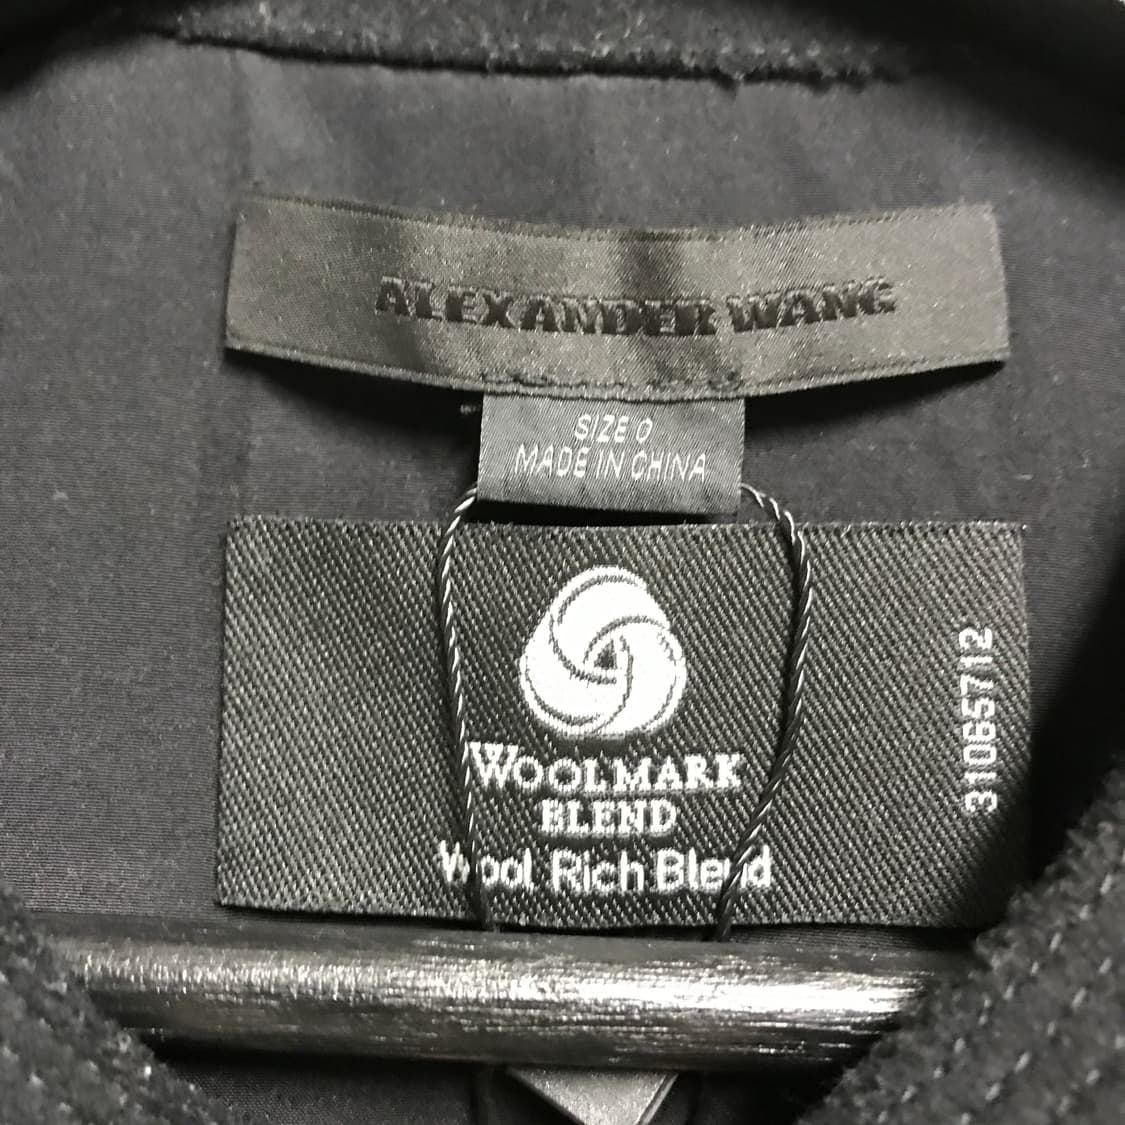 ALEXANDER WANG
SIZE 0
MADE IN CHINA
WOOLMARK
BLEND
Wool Rich Blend
31065712